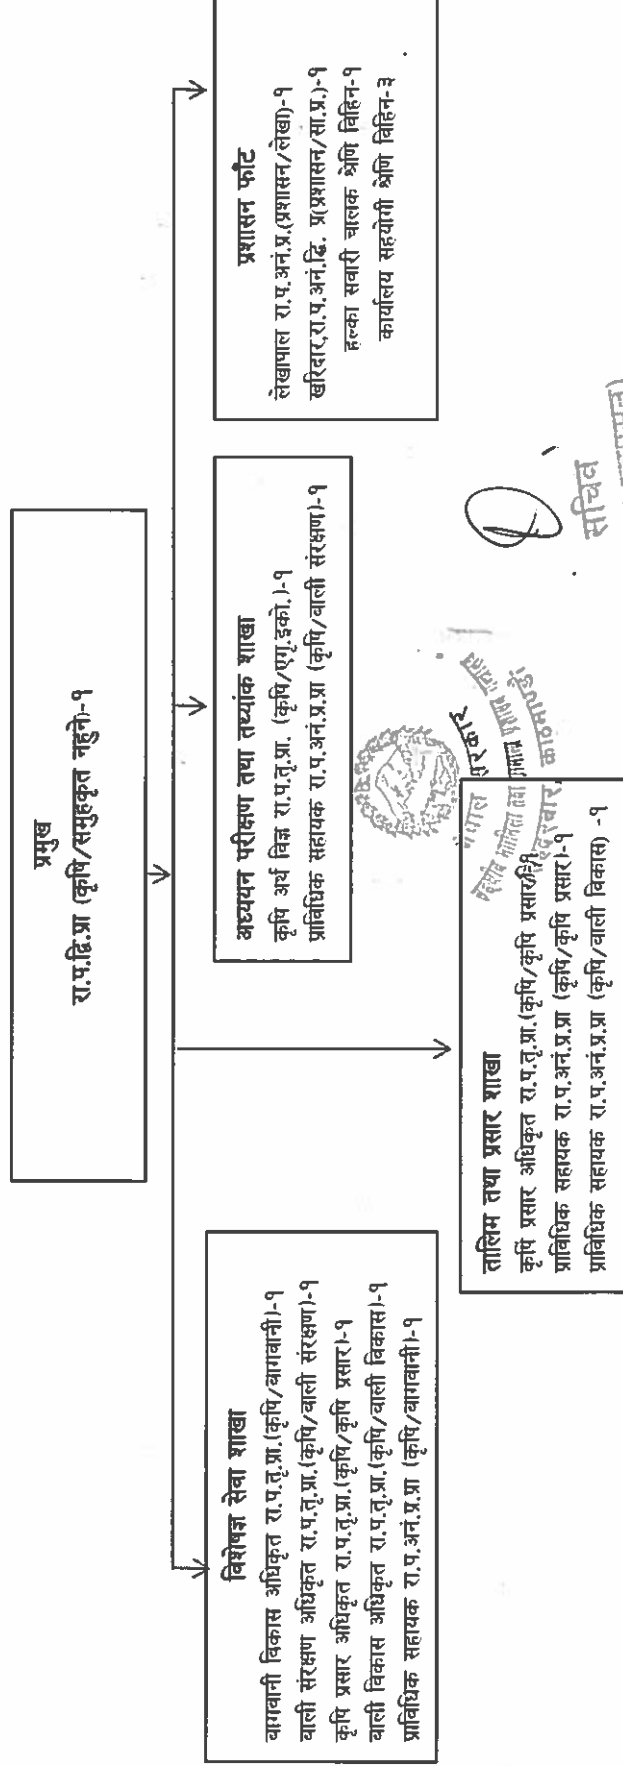 प्रमुख
रा.प.द्वि.प्रा (कृषि/समुहकृत नहुने)-१
विशेषज्ञ सेवा शाखा
बागवानी विकास अधिकृत रा.प.तृ.प्रा.(कृषि/बागवानी)-१
बाली संरक्षण अधिकृत रा.प.तृ.प्रा.(कृषि/बाली संरक्षण)-१
कृषि प्रसार अधिकृत रा.प.तृ.प्रा.(कृषि/कृषि प्रसार)-१
बाली विकास अधिकृत रा.प.तृ.प्रा.(कृषि/बाली विकास)-१
प्राविधिक सहायक रा.प.अनं.प्र.प्रा (कृषि/बागवानी)-१
तालिम तथा प्रसार शाखा
कृषि प्रसार अधिकृत रा.प.तृ.प्रा.(कृषि/कृषि प्रसार)-१
प्राविधिक सहायक रा.प.अनं.प्र.प्रा (कृषि/कृषि प्रसार)-१
प्राविधिक सहायक रा.प.अनं.प्र.प्रा (कृषि/बाली विकास) -१
अध्ययन परीक्षण तथा तथ्यांक शाखा
कृषि अर्थ विज्ञ रा.प.तृ.प्रा. (कृषि/एगृ.इको.)-१
प्राविधिक सहायक रा.प.अनं.प्र.प्रा (कृषि/बाली संरक्षण)-१
प्रशासन फाँट
लेखापाल रा.प.अनं.प्र.(प्रशासन/लेखा)-१
खरिदार,रा.प.अनं.द्वि. प्र(प्रशासन/सा.प्र.)-१
हल्का सवारी चालक श्रेणि विहिन-१
कार्यालय सहयोगी श्रेणि विहिन-३
नेपाल सरकार
सचिव